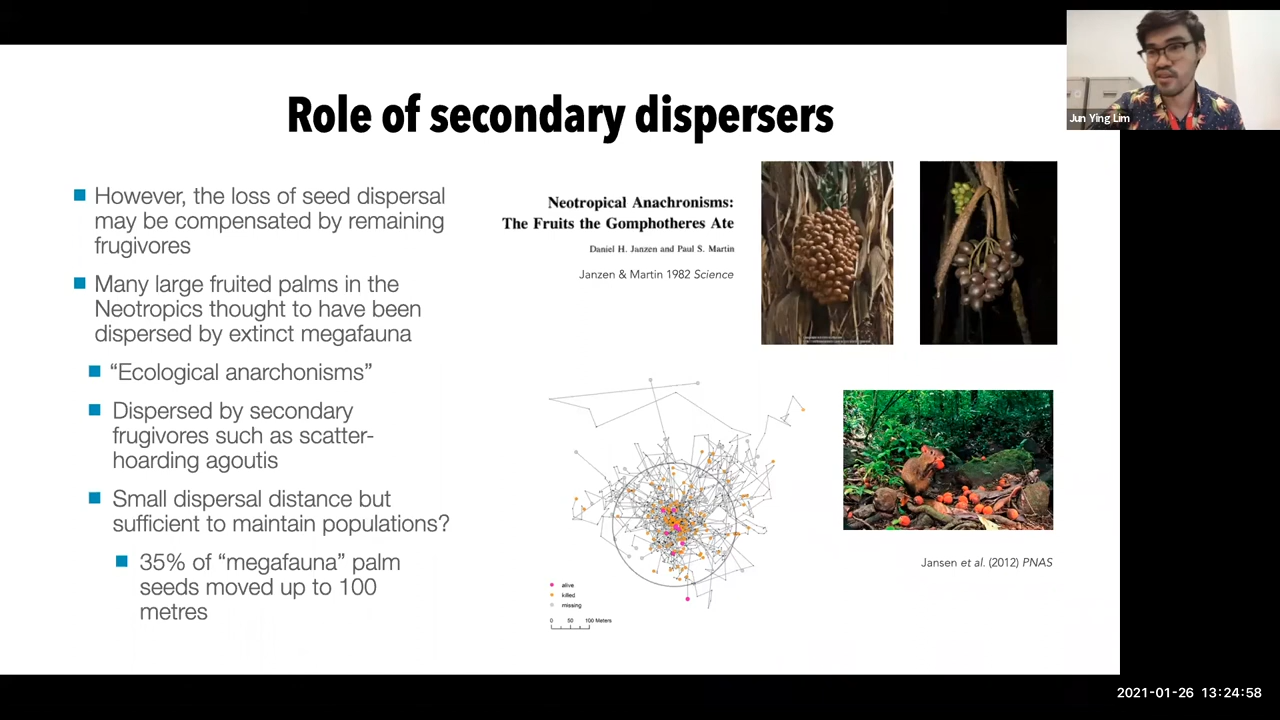 Role of secondary dispersers
However, the loss of seed dispersal
may be compensated by remaining
frugivores
Many large fruited palms in the
Neotropics thought to have been
dispersed by extinct megafauna
“Ecological anarchonisms”
Dispersed by secondary
frugivores such as scatter-
hoarding agoutis
Small dispersal distance but
sufficient to maintain populations?
35% of “megafauna” palm
seeds moved up to 100
metres
Neotropical Anachronisms:
The Fruits the Gomphotheres Ate
Daniel H. Janzen and Paul S. Martin
Janzen & Martin 1982 Science
alive
killed
missing
0 50 100 Meters
Jansen et al. (2012) PNAS
Jun Ying Lim
2021-01-26 13:24:58